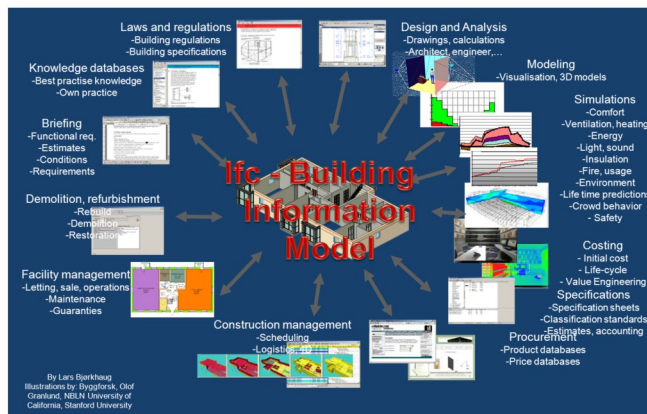 Laws and regulations
-Building regulations
-Building specifications
Knowledge databases
-Best practise knowledge
-Own practice
Briefing
-Functional req.
-Estimates
-Conditions
-Requirements
Demolition, refurbishment
-Rebuild
-Demolition
-Restoration
Facility management
-Letting, sale, operations
-Maintenance
-Guaranties
Construction management
-Scheduling
-Logistics, 4D
Ifc - Building
Information
Model
Design and Analysis
-Drawings, calculations
-Architect, engineer,...
Modeling
-Visualisation, 3D models
Simulations
-Comfort
-Ventilation, heating
-Energy
-Light, sound
-Insulation
-Fire, usage
-Environment
-Life time predictions
-Crowd behavior
- Safety
Costing
- Initial cost
- Life-cycle
- Value Engineering
Specifications
-Specification sheets
-Classification standards
-Estimates, accounting
Procurement
-Product databases
-Price databases
By Lars Bjørkhaug
Illustrations by: Byggforsk, Olof
Granlund, NBLN University of
California, Stanford University